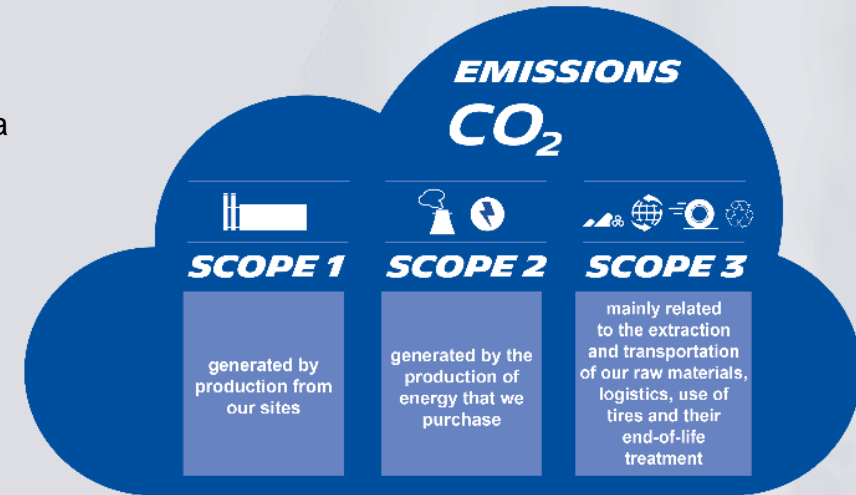 a
EMISSIONS
CO₂
SCOPE 1
generated by
production from
our sites
SCOPE 2
generated by the
production of
energy that we
purchase
SCOPE 3
mainly related
to the extraction
and transportation
of our raw materials,
logistics, use of
tires and their
end-of-life
treatment